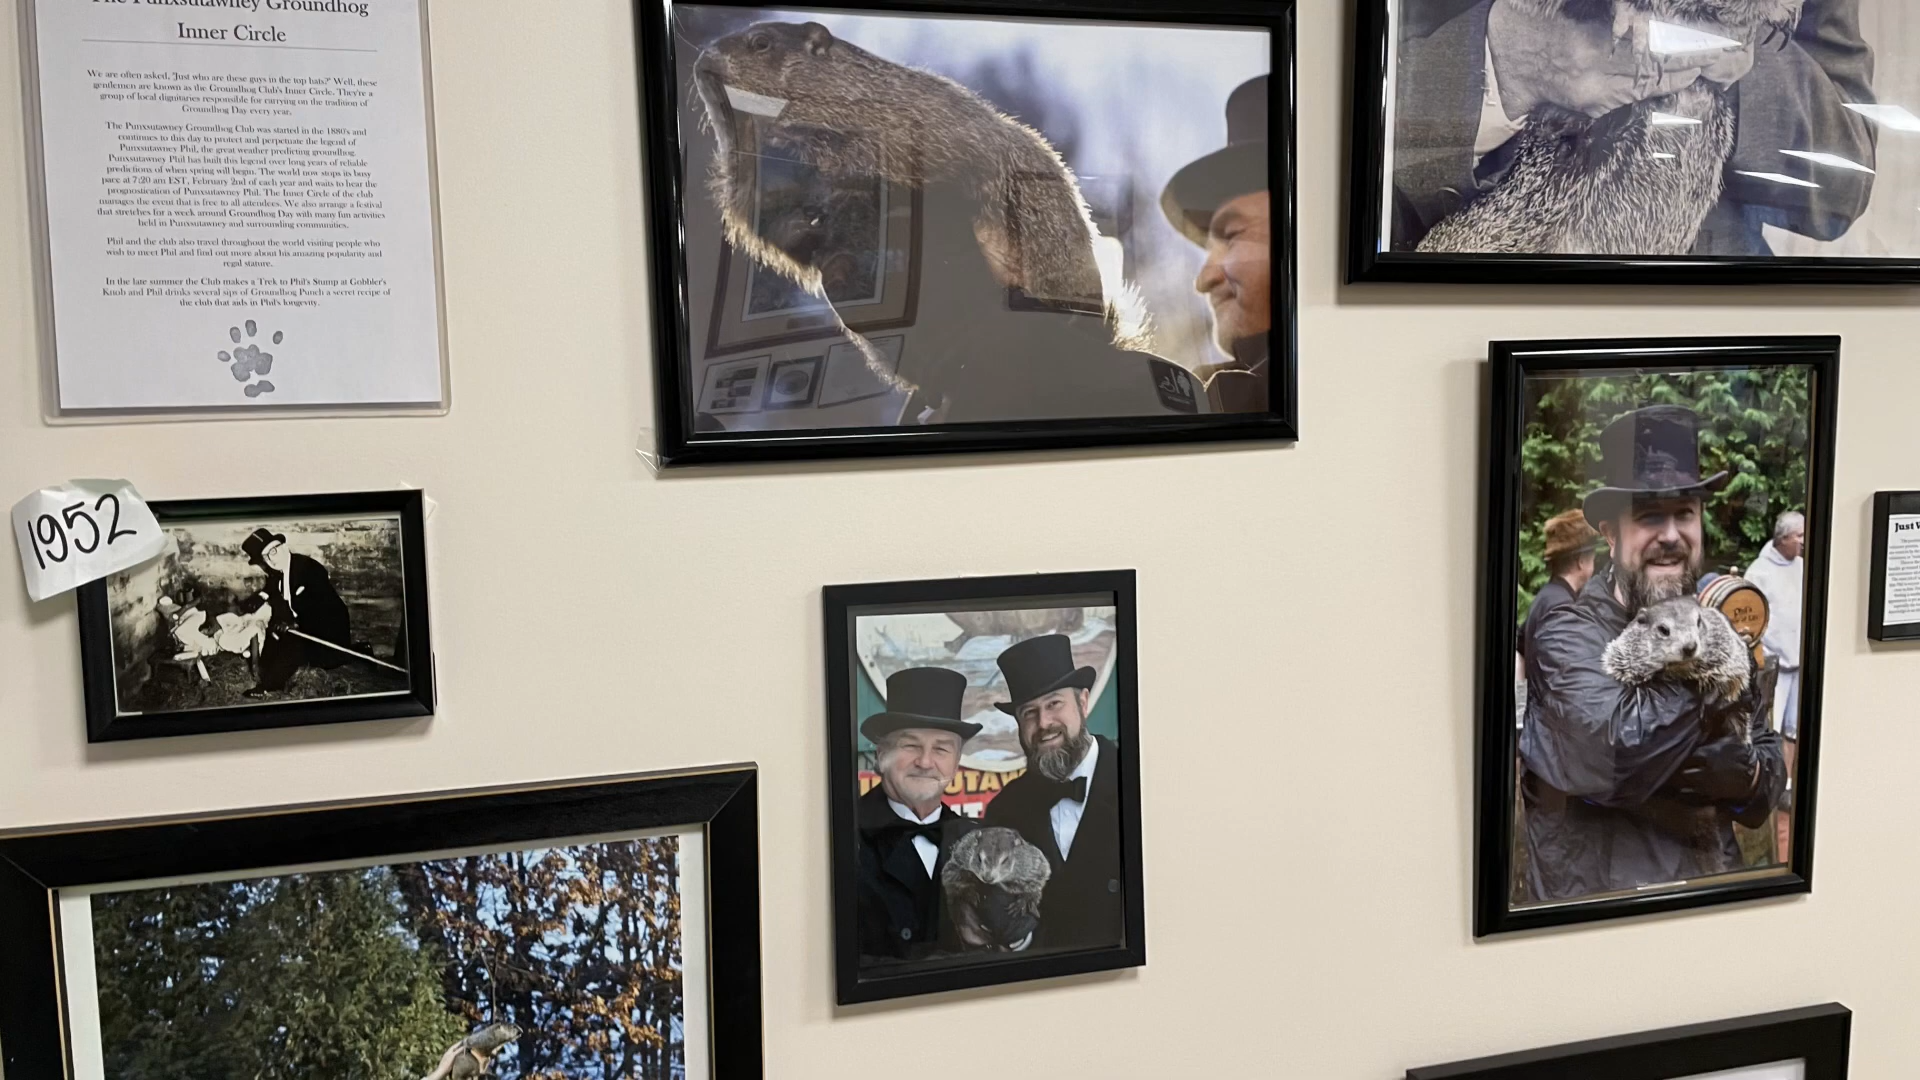 The Punxsutawney Groundhog
Inner Circle
We are often asked, "Just who are these guys in the top hats?" Well, these
gentlemen are known as the Groundhog Club's Inner Circle. They're a
group of local dignitaries responsible for carrying on the tradition of
Groundhog Day every year.
The Punxsutawney Groundhog Club was started in the 1880's and
continues to this day to protect and perpetuate the legend of
Punxsutawney Phil, the great weather predicting groundhog.
Punxsutawney Phil has built this legend over long years of reliable
predictions of when spring will begin. The world now stops its busy
pace at 7:20 am EST, February 2nd of each year and waits to hear the
prognostication of Punxsutawney Phil. The Inner Circle of the club
manages the event that is free to all attendees. We also arrange a festival
that stretches for a week around Groundhog Day with many fun activities
held in Punxsutawney and surrounding communities.
Phil and the club also travel throughout the world visiting people who
wish to meet Phil and find out more about his amazing popularity and
regal stature.
In the late summer the Club makes a Trek to Phil's Stump at Gobbler's
Knob and Phil drinks several sips of Groundhog Punch a secret recipe of
the club that aids in Phil's longevity.
1952
Phil's
Just